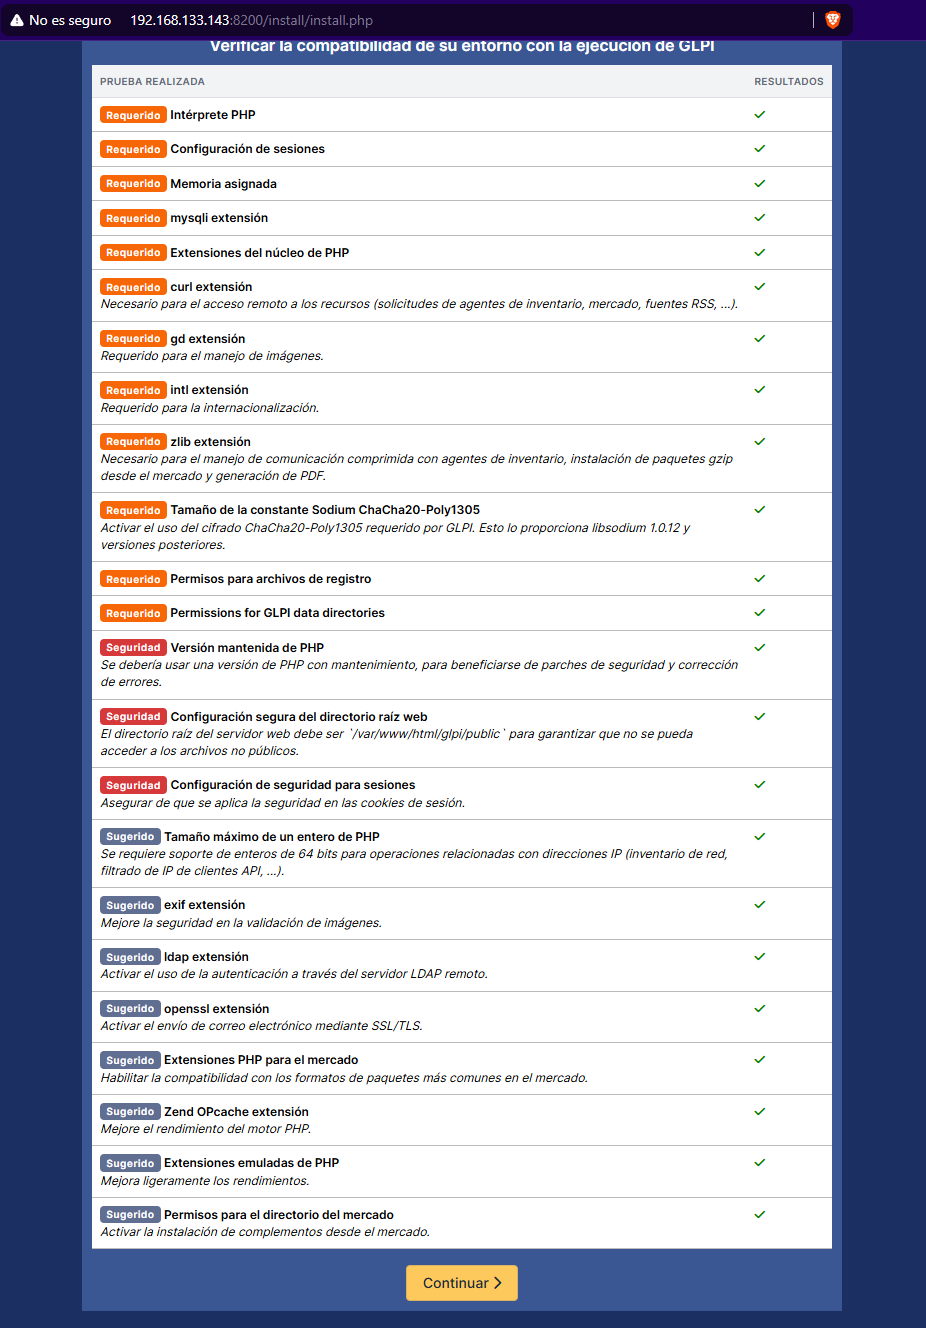 No es seguro 192.168.133.143:8200/install/install.php
Verificar la compatibilidad de su entorno con la ejecución de GLPI
PRUEBA REALIZADA RESULTADOS
Requerido Intérprete PHP
Requerido Configuración de sesiones
Requerido Memoria asignada
Requerido mysqli extensión
Requerido Extensiones del núcleo de PHP
Requerido curl extensión
Necesario para el acceso remoto a los recursos (solicitudes de agentes de inventario, mercado, fuentes RSS, ...).
Requerido gd extensión
Requerido para el manejo de imágenes.
Requerido intl extensión
Requerido para la internacionalización.
Requerido zlib extensión
Necesario para el manejo de comunicación comprimida con agentes de inventario, instalación de paquetes gzip
desde el mercado y generación de PDF.
Requerido Tamaño de la constante Sodium ChaCha20-Poly1305
Activar el uso del cifrado ChaCha20-Poly1305 requerido por GLPI. Esto lo proporciona libsodium 1.0.12 y
versiones posteriores.
Requerido Permisos para archivos de registro
Requerido Permissions for GLPI data directories
Seguridad Versión mantenida de PHP
Se debería usar una versión de PHP con mantenimiento, para beneficiarse de parches de seguridad y corrección
de errores.
Seguridad Configuración segura del directorio raíz web
El directorio raíz del servidor web debe ser `/var/www/html/glpi/public` para garantizar que no se pueda
acceder a los archivos no públicos.
Seguridad Configuración de seguridad para sesiones
Asegurar de que se aplica la seguridad en las cookies de sesión.
Sugerido Tamaño máximo de un entero de PHP
Se requiere soporte de enteros de 64 bits para operaciones relacionadas con direcciones IP (inventario de red,
filtrado de IP de clientes API, ...).
Sugerido exif extensión
Mejore la seguridad en la validación de imágenes.
Sugerido ldap extensión
Activar el uso de la autenticación a través del servidor LDAP remoto.
Sugerido openssl extensión
Activar el envío de correo electrónico mediante SSL/TLS.
Sugerido Extensiones PHP para el mercado
Habilitar la compatibilidad con los formatos de paquetes más comunes en el mercado.
Sugerido Zend OPcache extensión
Mejore el rendimiento del motor PHP.
Sugerido Extensiones emuladas de PHP
Mejora ligeramente los rendimientos.
Sugerido Permisos para el directorio del mercado
Activar la instalación de complementos desde el mercado.
Continuar